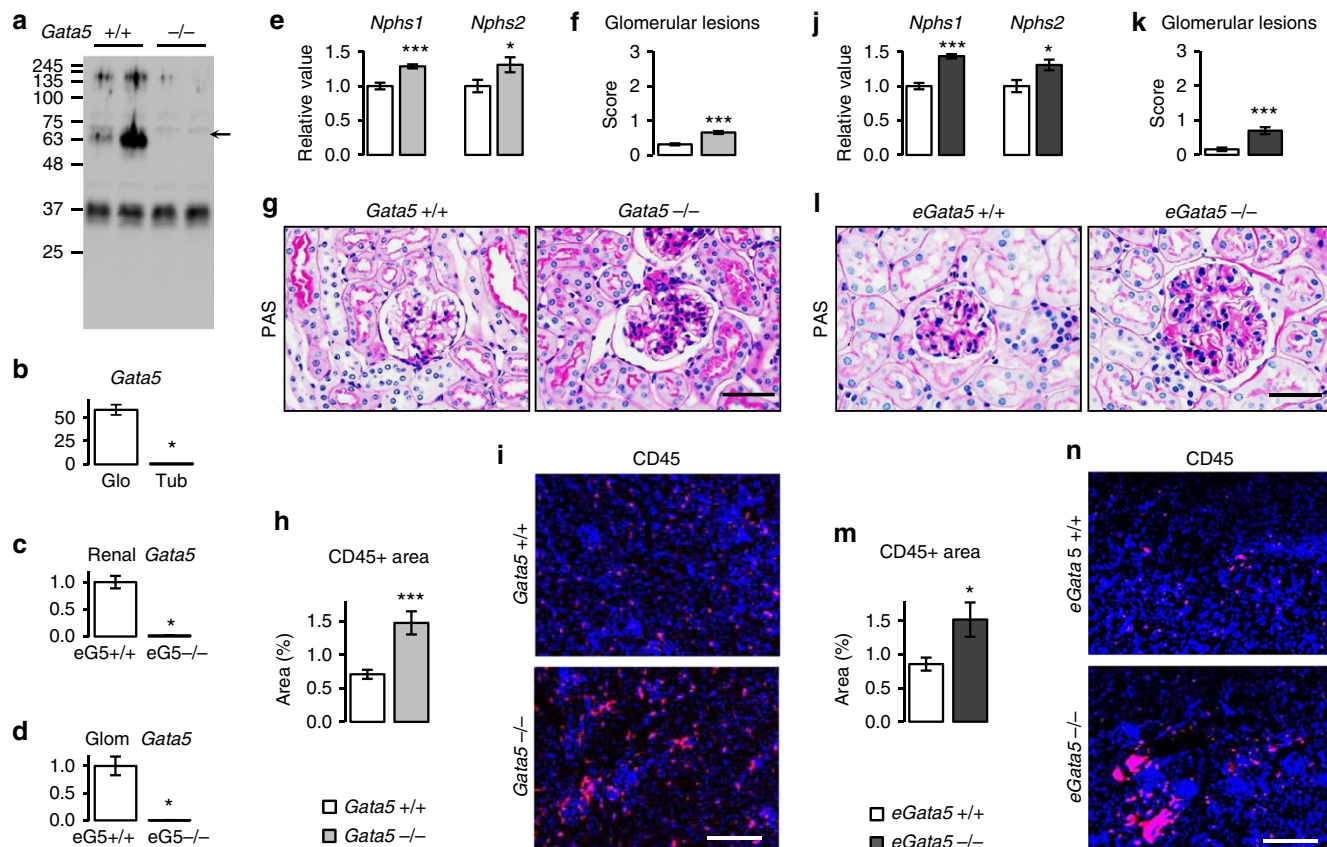 a
Gata5 +/+ –/–
245
135
100
75
63
48
37
25
b
Gata5
50
25
0
*
Glo Tub
c
Renal Gata5
1.0
0.5
0.0
*
eG5+/+ eG5–/–
d
Glom Gata5
1.0
0.5
0.0
*
eG5+/+ eG5–/–
e
Nphs1 Nphs2
Relative value
1.5
1.0
0.5
0.0
*** *
f
Glomerular lesions
Score
3
2
1
0
***
g
Gata5 +/+ Gata5 –/–
PAS
h
CD45+ area
Area (%)
1.5
1.0
0.5
0.0
***
Gata5 +/+
Gata5 –/–
i
CD45
Gata5 +/+
Gata5 –/–
j
Nphs1 Nphs2
Relative value
1.5
1.0
0.5
0.0
*** *
k
Glomerular lesions
Score
3
2
1
0
***
l
eGata5 +/+ eGata5 –/–
PAS
m
CD45+ area
Area (%)
1.5
1.0
0.5
0.0
*
eGata5 +/+
eGata5 –/–
n
CD45
eGata 5 +/+
eGata5 –/–